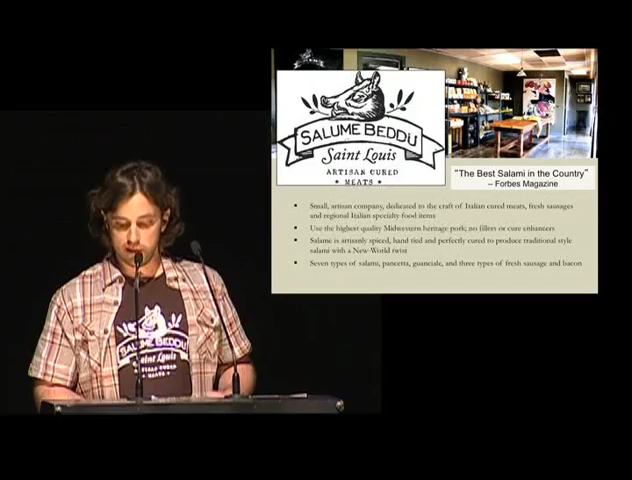 SALUME BEDDU
Saint Louis
ARTISAN CURED
• MEATS •
"The Best Salami in the Country"
– Forbes Magazine
▪ Small, artisan company, dedicated to the craft of Italian cured meats, fresh sausages
and regional Italian specialty food items
▪ Use the highest quality Midwestern heritage pork; no fillers or cure enhancers
▪ Salame is artisanly spiced, hand tied and perfectly cured to produce traditional style
salami with a New World twist
▪ Seven types of salami, pancetta, guanciale, and three types of fresh sausage and bacon
SALUME BEDDU
Saint Louis
ARTISAN CURED
• MEATS •